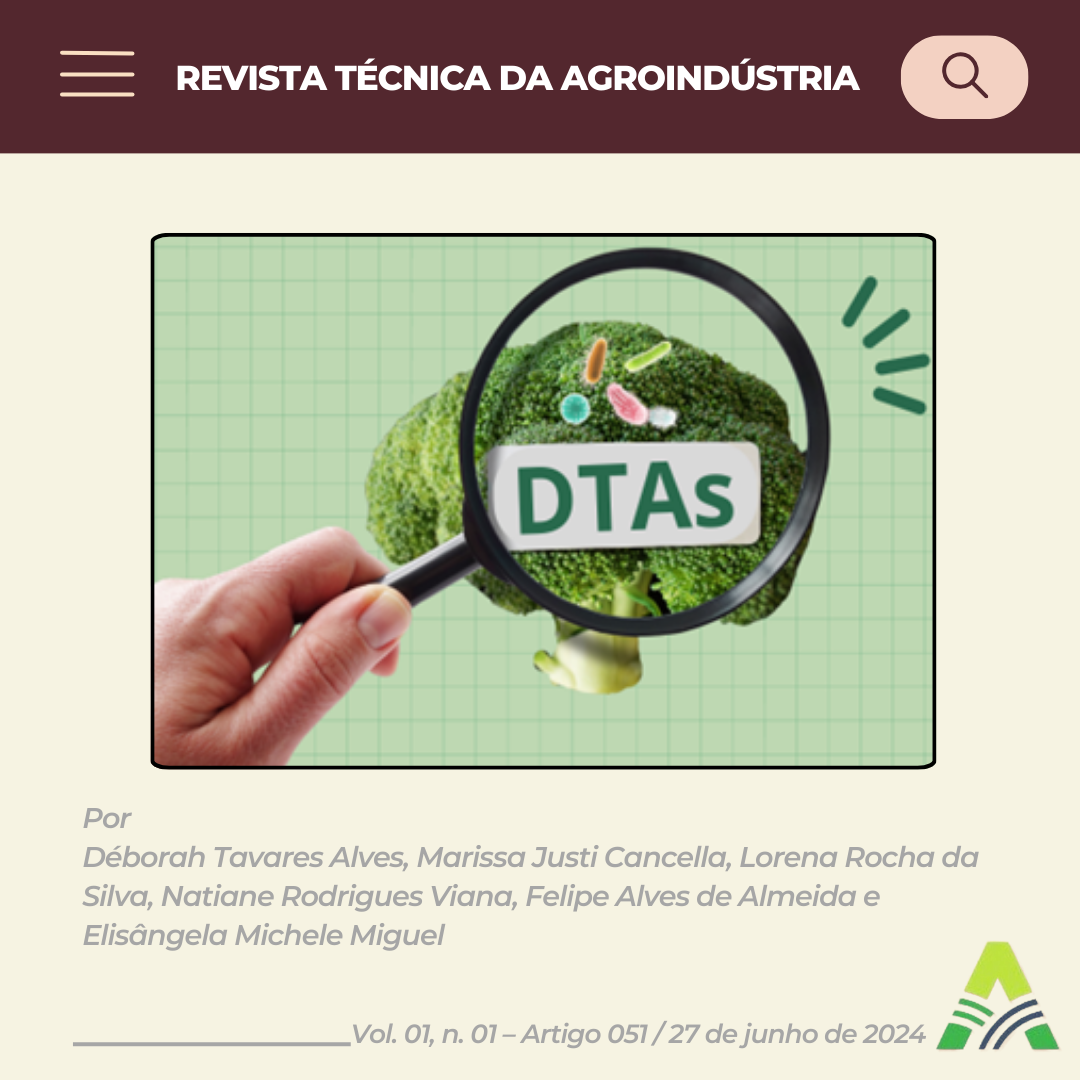 REVISTA TÉCNICA DA AGROINDÚSTRIA
DTAs
Por
Déborah Tavares Alves, Marissa Justi Cancella, Lorena Rocha da
Silva, Natiane Rodrigues Viana, Felipe Alves de Almeida e
Elisângela Michele Miguel
Vol. 01, n. 01 – Artigo 051 / 27 de junho de 2024